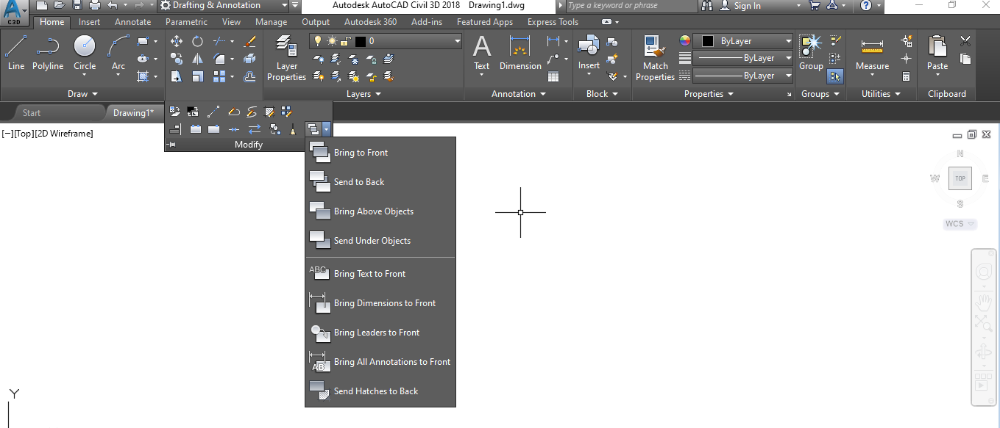 A
C3D
Drafting & Annotation
Autodesk AutoCAD Civil 3D 2018 Drawing1.dwg
Type a keyword or phrase
Sign In
?
Home Insert Annotate Parametric View Manage Output Autodesk 360 Add-ins Featured Apps Express Tools
0
ByLayer
ByLayer
ByLayer
Line Polyline Circle Arc
Layer
Properties
A
Text Dimension
Insert
Match
Properties
Group
Measure
Paste
Draw
Layers
Annotation
Block
Properties
Groups
Utilities
Clipboard
Start
Drawing1*
[−][Top][2D Wireframe]
Modify
Bring to Front
Send to Back
Bring Above Objects
Send Under Objects
ABC
Bring Text to Front
Bring Dimensions to Front
Bring Leaders to Front
AB
Bring All Annotations to Front
Send Hatches to Back
N
W
TOP
E
S
WCS
Y